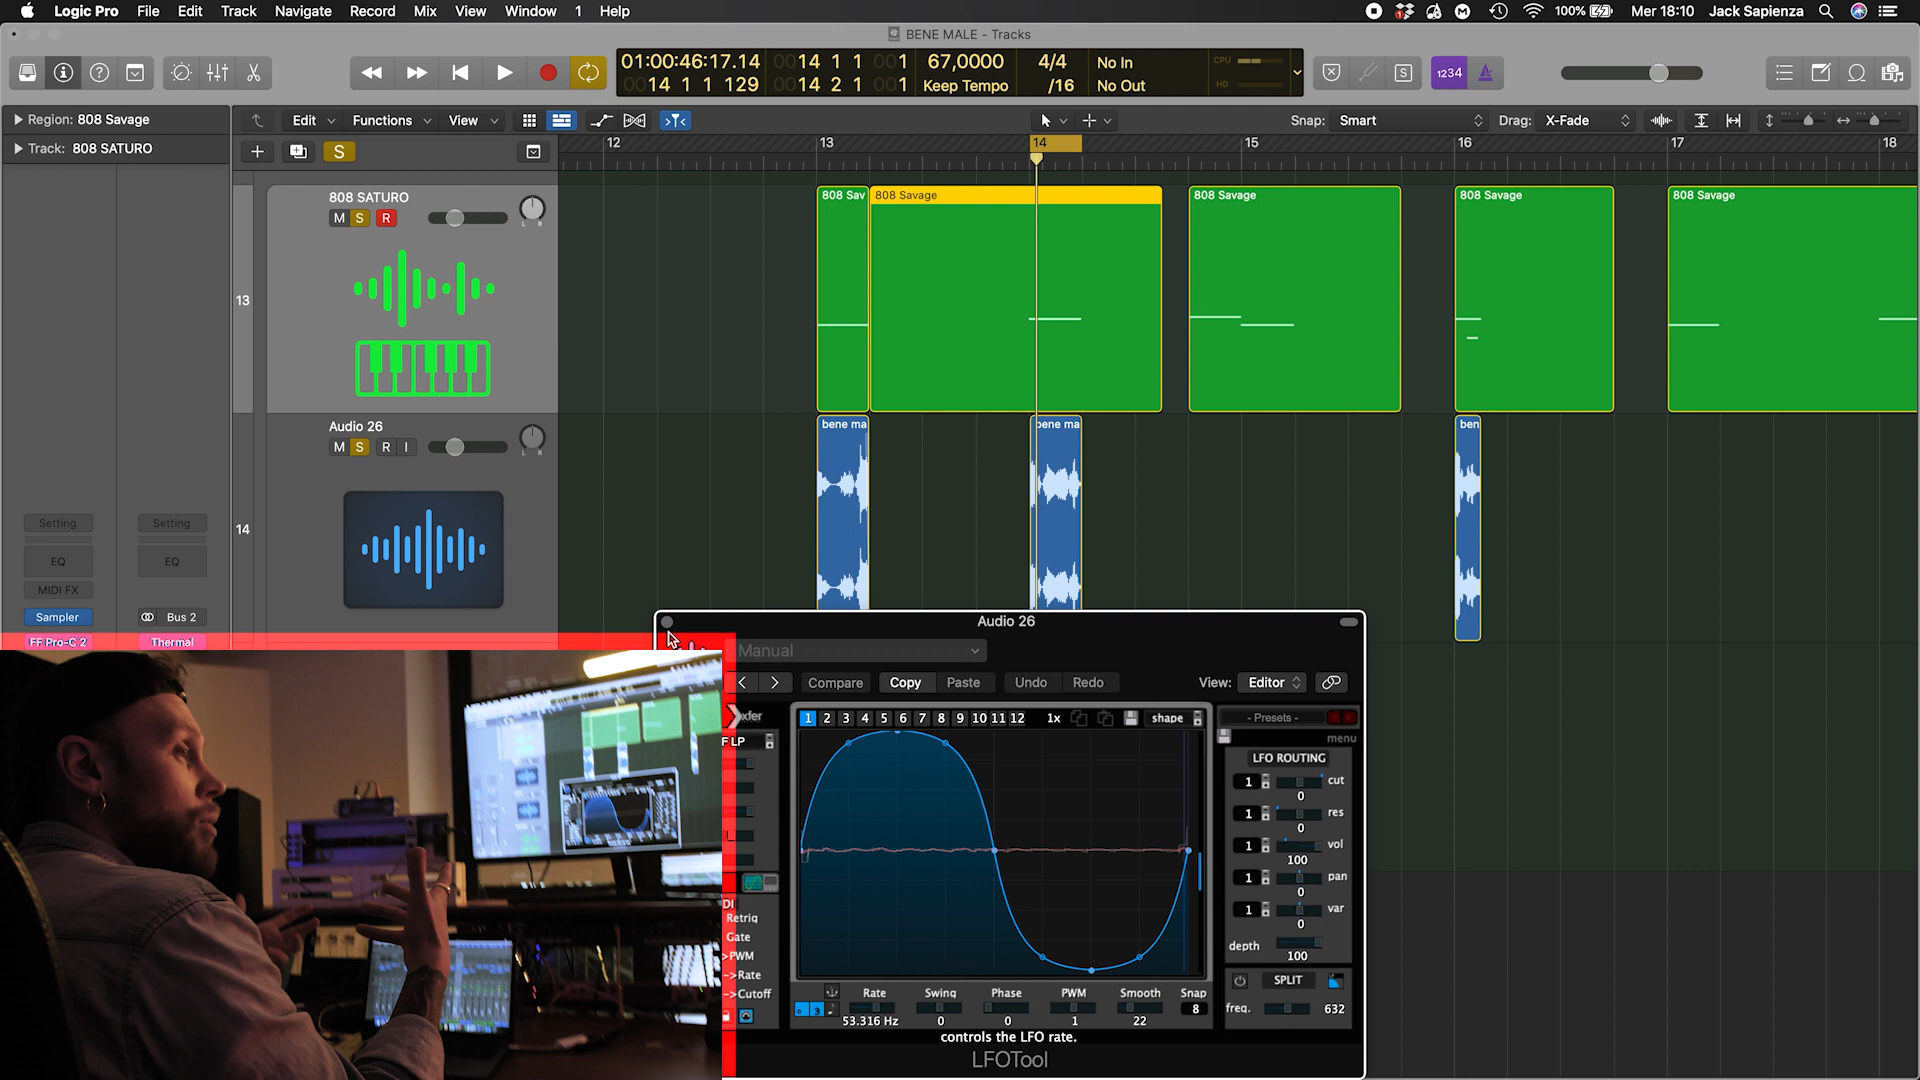 Logic Pro File Edit Track Navigate Record Mix View Window 1 Help
100% Mer 18:10 Jack Sapienza
BENE MALE - Tracks
01:00:46:17.14 0014 1 1 001 67,0000 4/4 No In CPU
0014 1 1 129 0014 2 1 001 Keep Tempo /16 No Out HD
1234
Region: 808 Savage
Edit Functions View
Snap: Smart Drag: X-Fade
Track: 808 SATURO
S
12 13 14 15 16 17 18
808 SATURO
M S R
L R
13
808 Sav
808 Savage
808 Savage
808 Savage
808 Savage
Audio 26
M S R I
L R
14
bene ma
bene ma
ben
Setting Setting
EQ EQ
MIDI FX
Sampler Bus 2
FF Pro-C 2 Thermal
Audio 26
Manual
Compare Copy Paste Undo Redo View: Editor
xfer
1 2 3 4 5 6 7 8 9 10 11 12 1x shape
- Presets -
menu
F LP
LFO ROUTING
1 cut
0
1 res
0
1 vol
100
1 pan
0
1 var
0
depth
100
DI
Retrig
Gate
>PWM
->Rate
->Cutoff
SPLIT
freq. 632
Rate Swing Phase PWM Smooth Snap
53.316 Hz 0 0 1 22 8
controls the LFO rate.
LFOTool